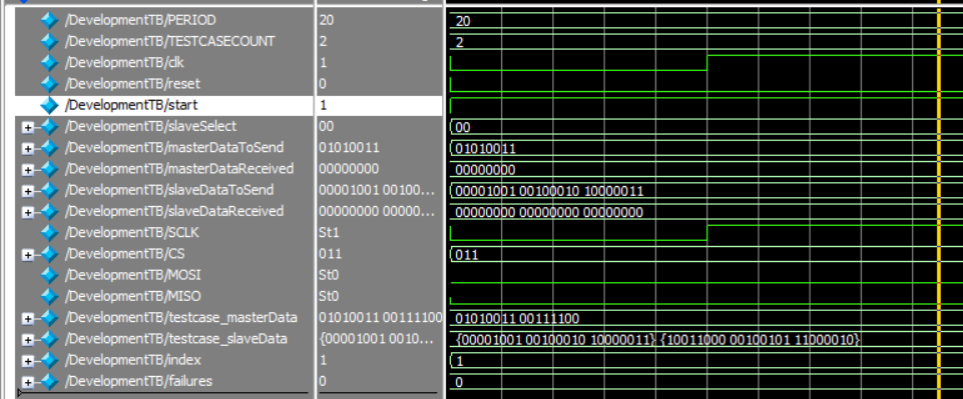 /DevelopmentTB/PERIOD 20 20
/DevelopmentTB/TESTCASECOUNT 2 2
/DevelopmentTB/clk 1
/DevelopmentTB/reset 0
/DevelopmentTB/start 1
/DevelopmentTB/slaveSelect 00 00
/DevelopmentTB/masterDataToSend 01010011 01010011
/DevelopmentTB/masterDataReceived 00000000 00000000
/DevelopmentTB/slaveDataToSend 00001001 00100... 00001001 00100010 10000011
/DevelopmentTB/slaveDataReceived 00000000 00000... 00000000 00000000 00000000
/DevelopmentTB/SCLK St1
/DevelopmentTB/CS 011 011
/DevelopmentTB/MOSI St0
/DevelopmentTB/MISO St0
/DevelopmentTB/testcase_masterData 01010011 00111100 01010011 00111100
/DevelopmentTB/testcase_slaveData {00001001 0010... {00001001 00100010 10000011} {10011000 00100101 11000010}
/DevelopmentTB/index 1 1
/DevelopmentTB/failures 0 0